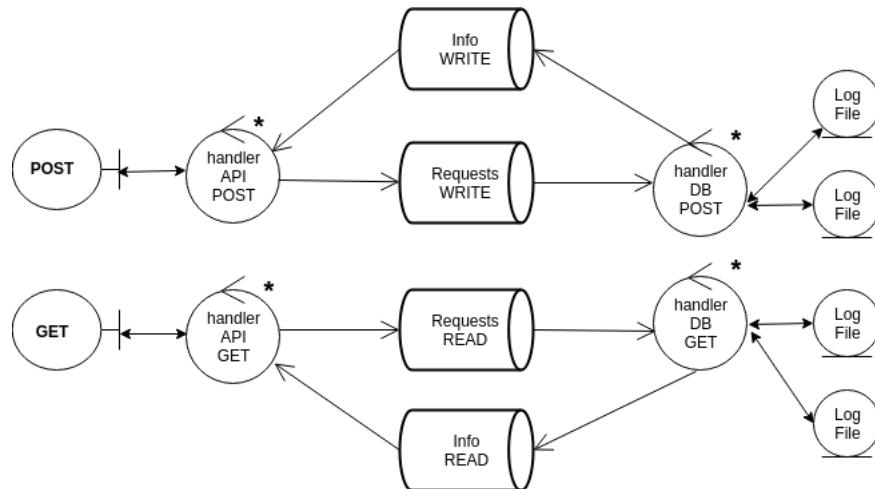 Info
WRITE
*
*
Log
File
POST
handler
API
POST
Requests
WRITE
handler
DB
POST
Log
File
*
*
GET
handler
API
GET
Requests
READ
handler
DB
GET
Log
File
Info
READ
Log
File